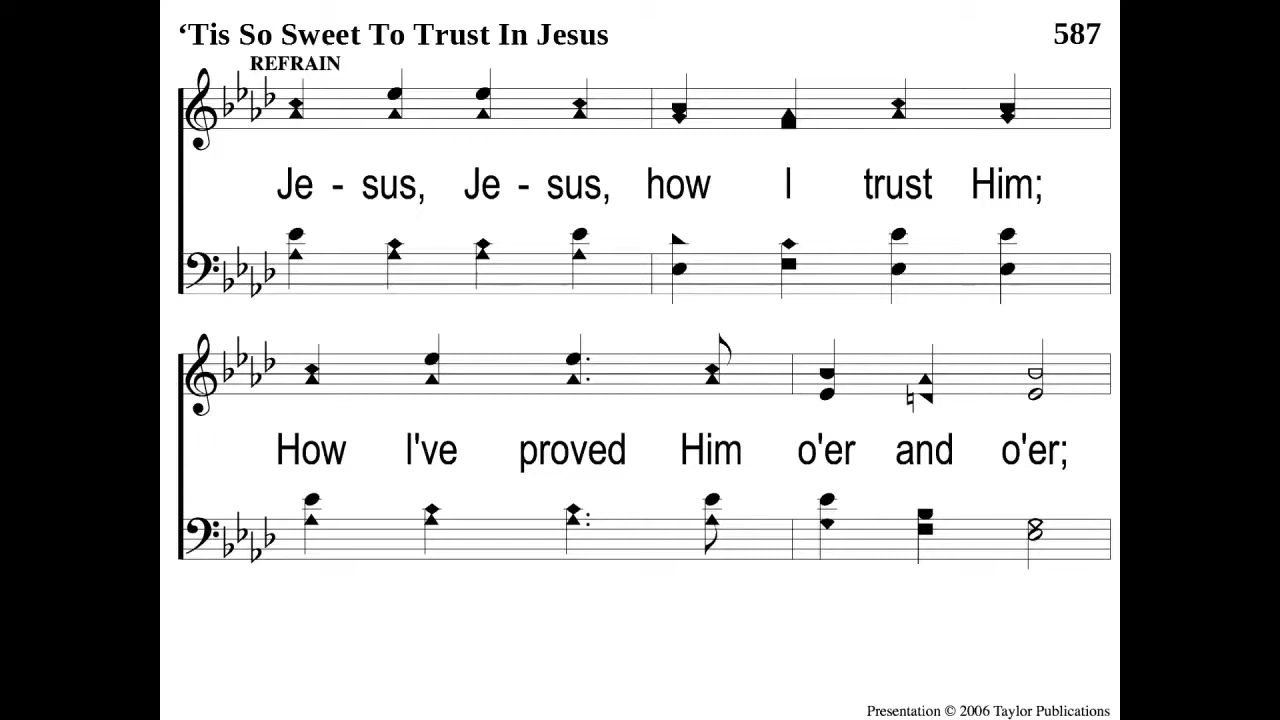 ‘Tis So Sweet To Trust In Jesus 587
REFRAIN
Je - sus, Je - sus, how I trust Him;
How I've proved Him o'er and o'er;
Presentation © 2006 Taylor Publications